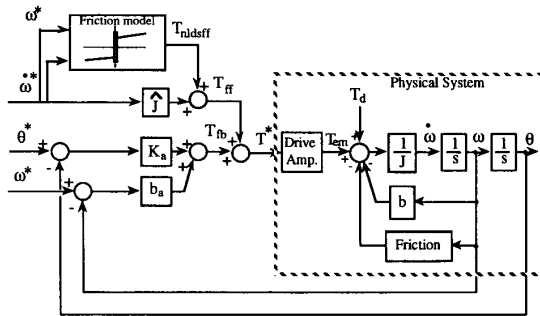 ω*
Friction model
T_nldsff
ω̇*
Ĵ
+
+
T_ff
Physical System
T_d
θ*
+
-
K_a
+
+
T_fb
+
+
T*
Drive
Amp.
T_em
+
+
-
-
1
J
ω̇
1
s
ω
1
s
θ
ω*
+
-
b_a
b
Friction